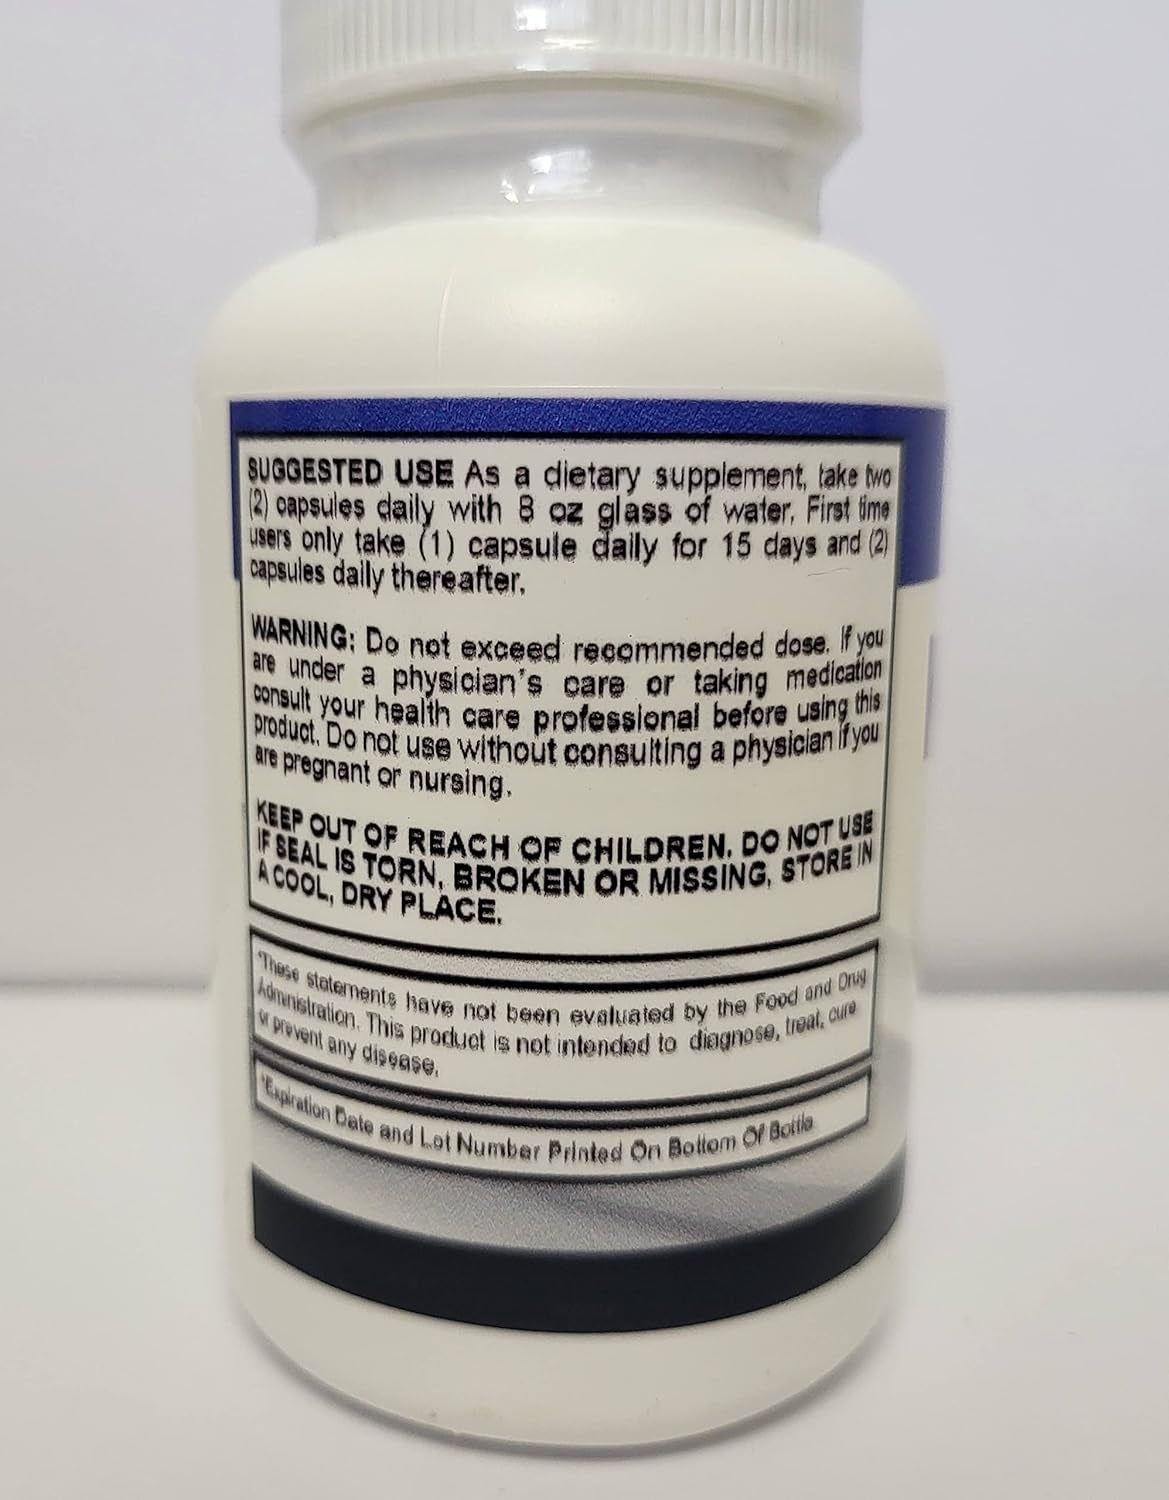 SUGGESTED USE As a dietary supplement, take two
(2) capsules daily with 8 oz glass of water. First time
users only take (1) capsule daily for 15 days and (2)
capsules daily thereafter.
WARNING: Do not exceed recommended dose. If you
are under a physician's care or taking medication
consult your health care professional before using this
product. Do not use without consulting a physician if you
are pregnant or nursing.
KEEP OUT OF REACH OF CHILDREN. DO NOT USE
IF SEAL IS TORN, BROKEN OR MISSING, STORE IN
A COOL, DRY PLACE.
*These statements have not been evaluated by the Food and Drug
Administration. This product is not intended to diagnose, treat, cure
or prevent any disease.
*Expiration Date and Lot Number Printed On Bottom Of Bottle